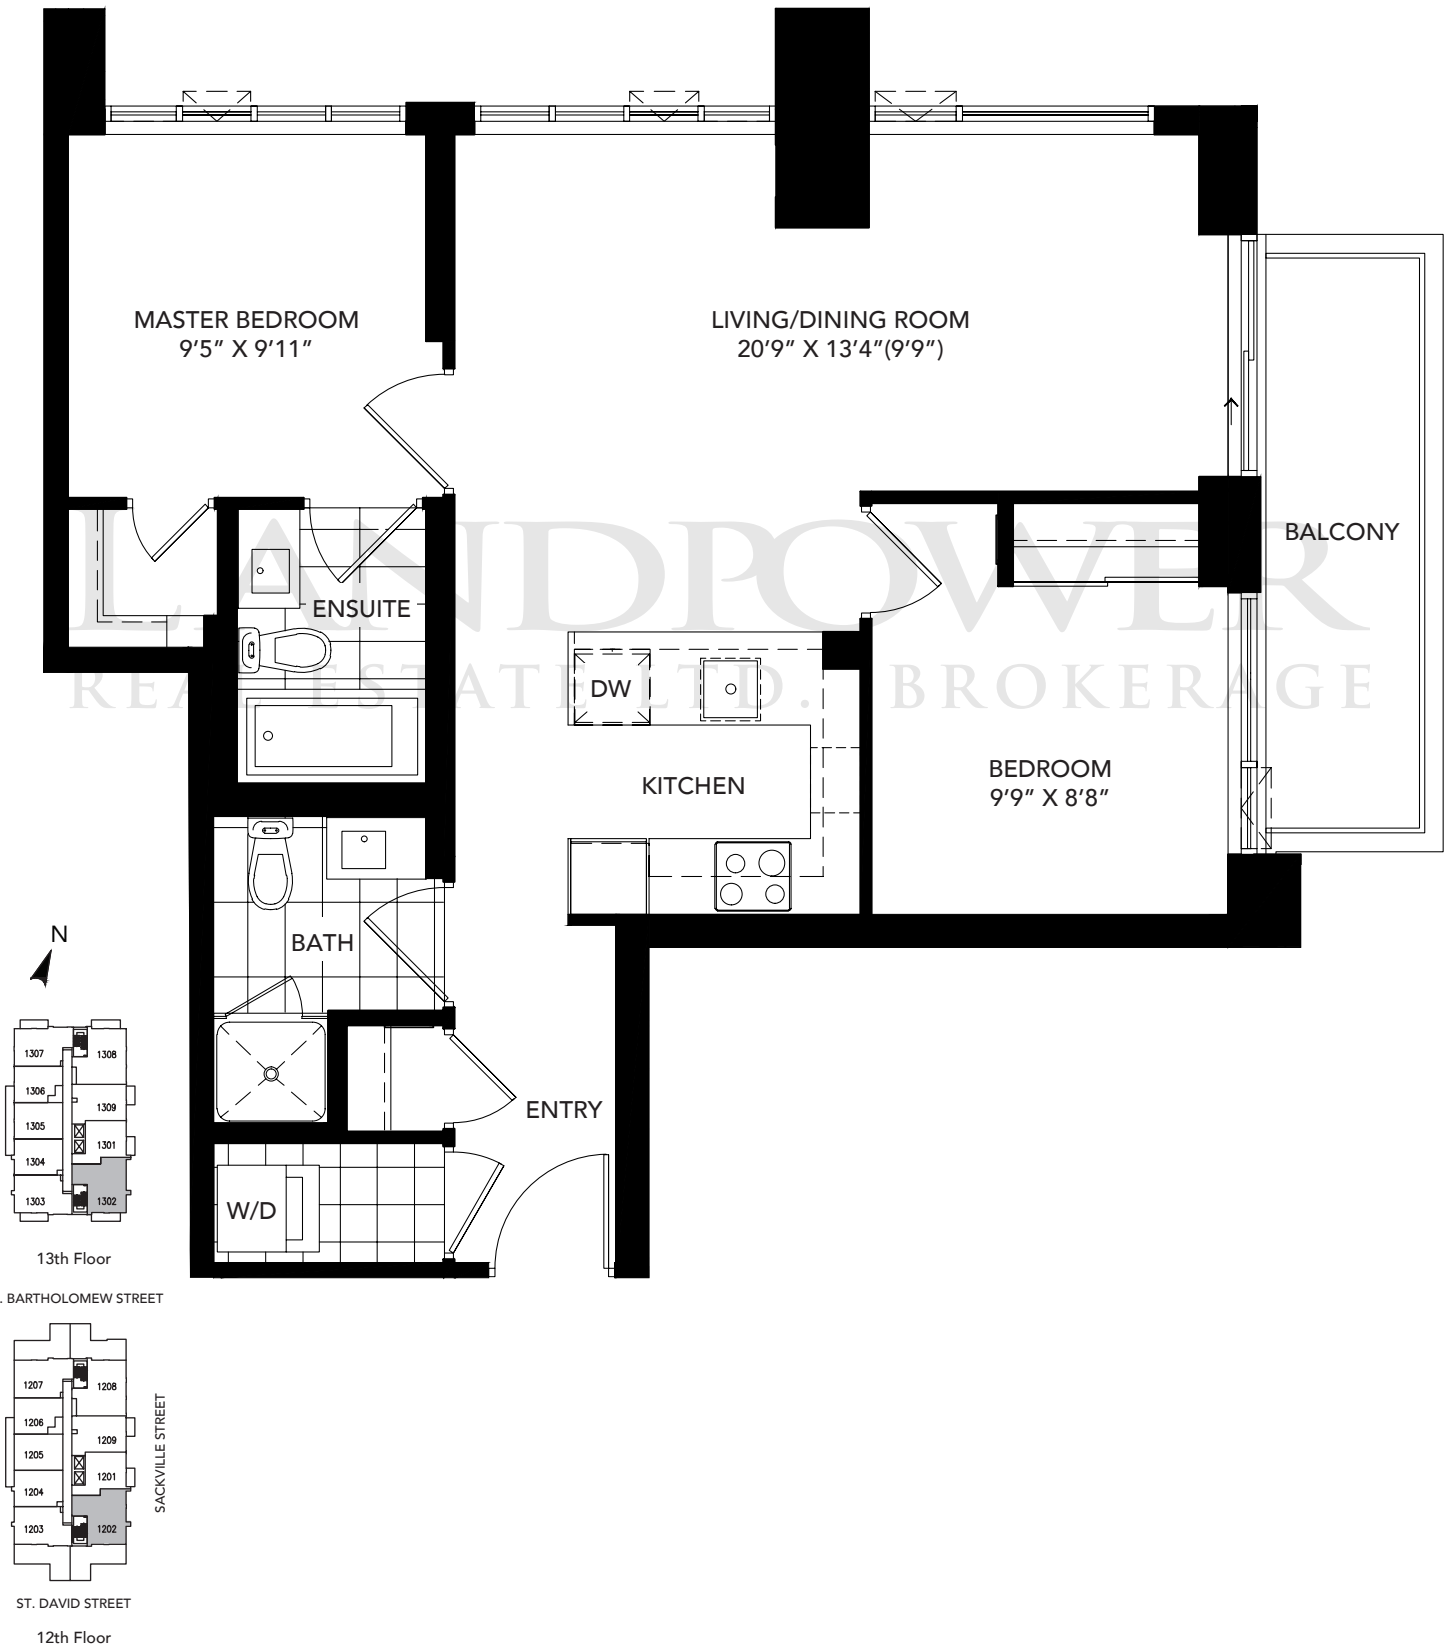 MASTER BEDROOM
9'5" X 9'11"
LIVING/DINING ROOM
20'9" X 13'4"(9'9")
BALCONY
LANDPOWER
REAL ESTATE LTD. BROKERAGE
ENSUITE
DW
KITCHEN
BEDROOM
9'9" X 8'8"
BATH
ENTRY
W/D
N
1307
1308
1306
1309
1305
1301
1304
1303
1302
13th Floor
. BARTHOLOMEW STREET
1207
1208
1206
1209
1205
1201
1204
1203
1202
SACKVILLE STREET
ST. DAVID STREET
12th Floor